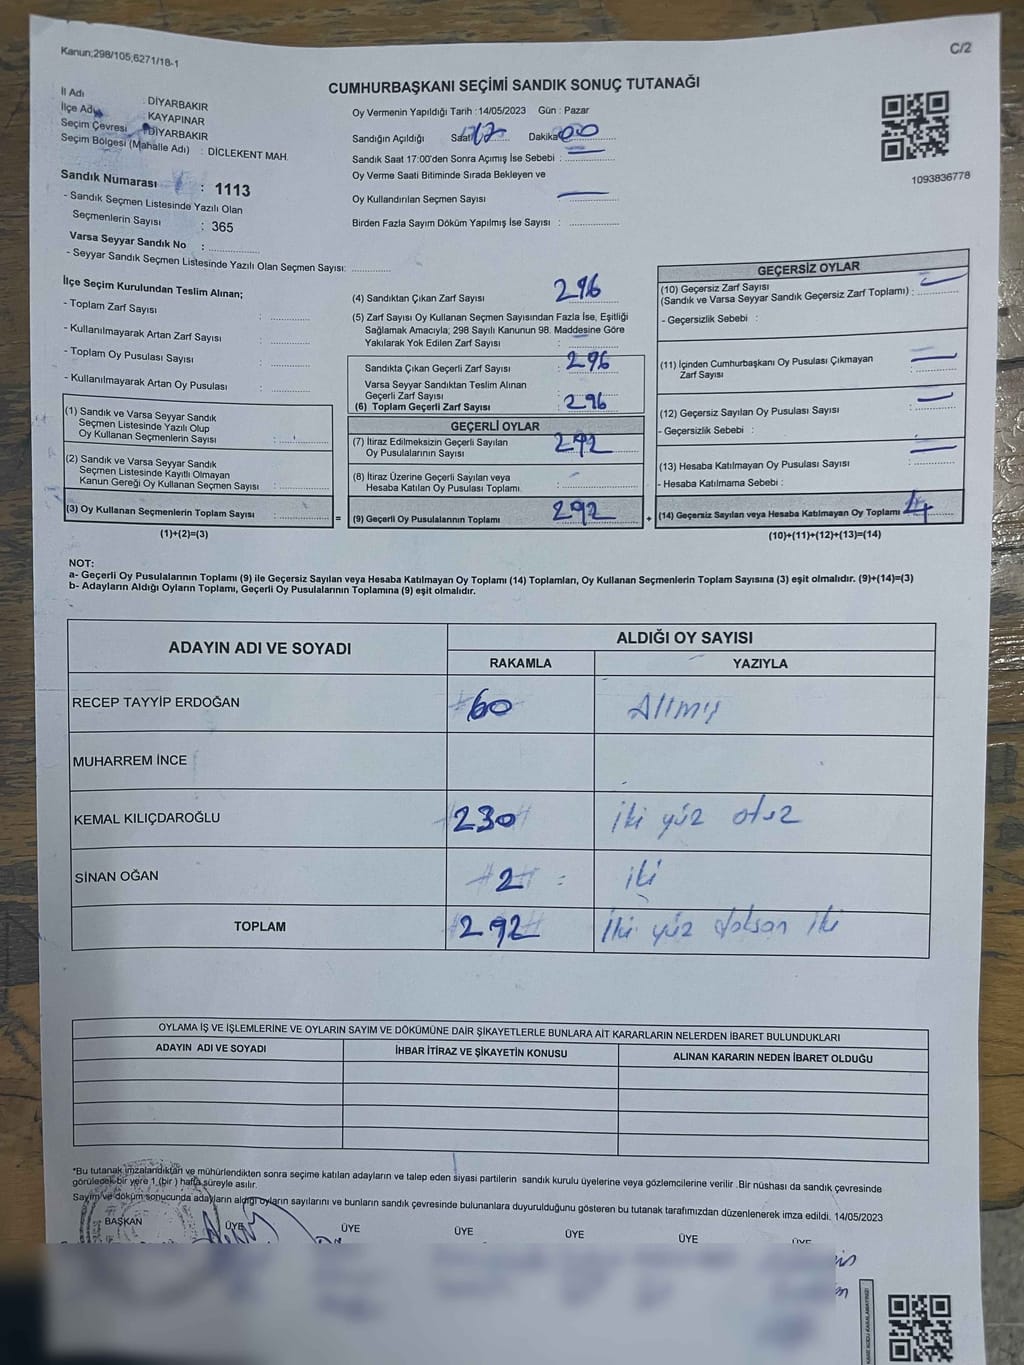 Kanun;298/105;6271/18-1
C/2
CUMHURBAŞKANI SEÇİMİ SANDIK SONUÇ TUTANAĞI
İl Adı : DİYARBAKIR
İlçe Adı : KAYAPINAR
Seçim Çevresi : DİYARBAKIR
Seçim Bölgesi (Mahalle Adı) : DİCLEKENT MAH.
Sandık Numarası : 1113
- Sandık Seçmen Listesinde Yazılı Olan
Seçmenlerin Sayısı : 365
Varsa Seyyar Sandık No :
- Seyyar Sandık Seçmen Listesinde Yazılı Olan Seçmen Sayısı:
Oy Vermenin Yapıldığı Tarih :14/05/2023 Gün : Pazar
Sandığın Açıldığı Saat 17 Dakika 00
Sandık Saat 17:00'den Sonra Açımış İse Sebebi :
Oy Verme Saati Bitiminde Sırada Bekleyen ve
Oy Kullandırılan Seçmen Sayısı
Birden Fazla Sayım Döküm Yapılmış İse Sayısı :
1093836778
İlçe Seçim Kurulundan Teslim Alınan;
- Toplam Zarf Sayısı :
- Kullanılmayarak Artan Zarf Sayısı :
- Toplam Oy Pusulası Sayısı :
- Kullanılmayarak Artan Oy Pusulası :
(1) Sandık ve Varsa Seyyar Sandık
Seçmen Listesinde Yazılı Olup
Oy Kullanan Seçmenlerin Sayısı :
(2) Sandık ve Varsa Seyyar Sandık
Seçmen Listesinde Kayıtlı Olmayan
Kanun Gereği Oy Kullanan Seçmen Sayısı :
(3) Oy Kullanan Seçmenlerin Toplam Sayısı =
(1)+(2)=(3)
(4) Sandıktan Çıkan Zarf Sayısı 296
(5) Zarf Sayısı Oy Kullanan Seçmen Sayısından Fazla İse, Eşitliği
Sağlamak Amacıyla; 298 Sayılı Kanunun 98. Maddesine Göre
Yakılarak Yok Edilen Zarf Sayısı :
Sandıkta Çıkan Geçerli Zarf Sayısı : 296
Varsa Seyyar Sandıktan Teslim Alınan
Geçerli Zarf Sayısı :
(6) Toplam Geçerli Zarf Sayısı 296
GEÇERLİ OYLAR
(7) İtiraz Edilmeksizin Geçerli Sayılan
Oy Pusulalarının Sayısı 292
(8) İtiraz Üzerine Geçerli Sayılan veya
Hesaba Katılan Oy Pusulası Toplamı
(9) Geçerli Oy Pusulalarının Toplamı 292 +
GEÇERSİZ OYLAR
(10) Geçersiz Zarf Sayısı
(Sandık ve Varsa Seyyar Sandık Geçersiz Zarf Toplamı) :
- Geçersizlik Sebebi :
(11) İçinden Cumhurbaşkanı Oy Pusulası Çıkmayan
Zarf Sayısı
(12) Geçersiz Sayılan Oy Pusulası Sayısı
- Geçersizlik Sebebi :
(13) Hesaba Katılmayan Oy Pusulası Sayısı
- Hesaba Katılmama Sebebi :
(14) Geçersiz Sayılan veya Hesaba Katılmayan Oy Toplamı 4
(10)+(11)+(12)+(13)=(14)
NOT:
a- Geçerli Oy Pusulalarının Toplamı (9) ile Geçersiz Sayılan veya Hesaba Katılmayan Oy Toplamı (14) Toplamları, Oy Kullanan Seçmenlerin Toplam Sayısına (3) eşit olmalıdır. (9)+(14)=(3)
b- Adayların Aldığı Oyların Toplamı, Geçerli Oy Pusulalarının Toplamına (9) eşit olmalıdır.
ADAYIN ADI VE SOYADI
ALDIĞI OY SAYISI
RAKAMLA YAZIYLA
RECEP TAYYİP ERDOĞAN #60 Altmış
MUHARREM İNCE
KEMAL KILIÇDAROĞLU #230# İki yüz otuz
SİNAN OĞAN #2# iki
TOPLAM #292# İki yüz doksan iki
OYLAMA İŞ VE İŞLEMLERİNE VE OYLARIN SAYIM VE DÖKÜMÜNE DAİR ŞİKAYETLERLE BUNLARA AİT KARARLARIN NELERDEN İBARET BULUNDUKLARI
ADAYIN ADI VE SOYADI İHBAR İTİRAZ VE ŞİKAYETİN KONUSU ALINAN KARARIN NEDEN İBARET OLDUĞU
*Bu tutanak imzalandıktan ve mühürlendikten sonra seçime katılan adayların ve talep eden siyasi partilerin sandık kurulu üyelerine veya gözlemcilerine verilir .Bir nüshası da sandık çevresinde
görülecek bir yere 1 (bir ) hafta süreyle asılır.
Sayım ve döküm sonucunda adayların aldığı oyların sayılarını ve bunların sandık çevresinde bulunanlara duyurulduğunu gösteren bu tutanak tarafımızdan düzenlenerek imza edildi. 14/05/2023
BAŞKAN ÜYE ÜYE ÜYE ÜYE ÜYE ÜYE